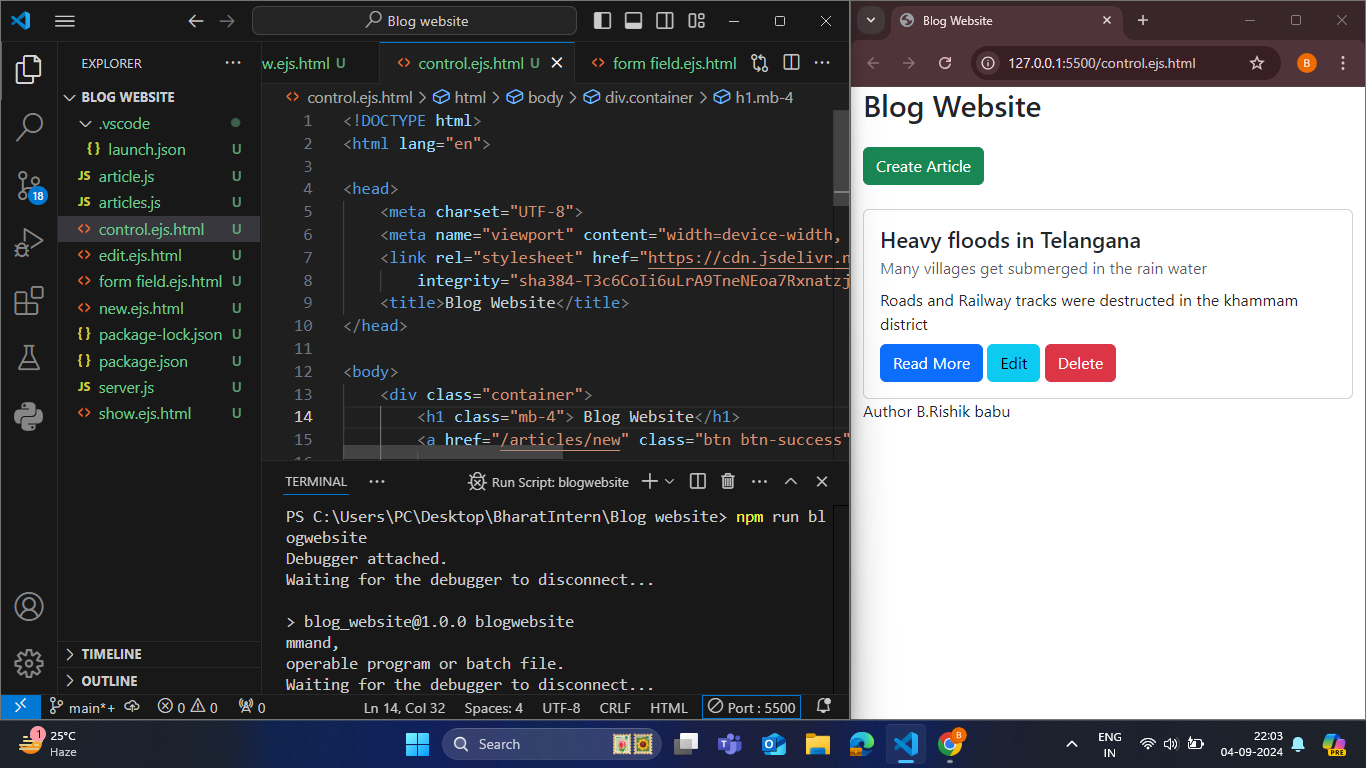 Blog website
EXPLORER
BLOG WEBSITE
.vscode
launch.json U
article.js U
articles.js U
control.ejs.html U
edit.ejs.html U
form field.ejs.html U
new.ejs.html U
package-lock.json U
package.json U
server.js U
show.ejs.html U
TIMELINE
OUTLINE
w.ejs.html U
control.ejs.html U
form field.ejs.html
control.ejs.html > html > body > div.container > h1.mb-4
1 <!DOCTYPE html>
2 <html lang="en">
3
4 <head>
5 <meta charset="UTF-8">
6 <meta name="viewport" content="width=device-width,
7 <link rel="stylesheet" href="https://cdn.jsdelivr.n
8 integrity="sha384-T3c6CoIi6uLrA9TneNEoa7Rxnatzj
9 <title>Blog Website</title>
10 </head>
11
12 <body>
13 <div class="container">
14 <h1 class="mb-4"> Blog Website</h1>
15 <a href="/articles/new" class="btn btn-success"
TERMINAL
Run Script: blogwebsite
PS C:\Users\PC\Desktop\BharatIntern\Blog website> npm run bl
ogwebsite
Debugger attached.
Waiting for the debugger to disconnect...
> blog_website@1.0.0 blogwebsite
mmand,
operable program or batch file.
Waiting for the debugger to disconnect...
18
main*+
0 0
0
Ln 14, Col 32
Spaces: 4
UTF-8
CRLF
HTML
Port : 5500
Blog Website
127.0.0.1:5500/control.ejs.html
B
Blog Website
Create Article
Heavy floods in Telangana
Many villages get submerged in the rain water
Roads and Railway tracks were destructed in the khammam
district
Read More
Edit
Delete
Author B.Rishik babu
1
25°C
Haze
Search
B
ENG
IN
22:03
04-09-2024
PRE